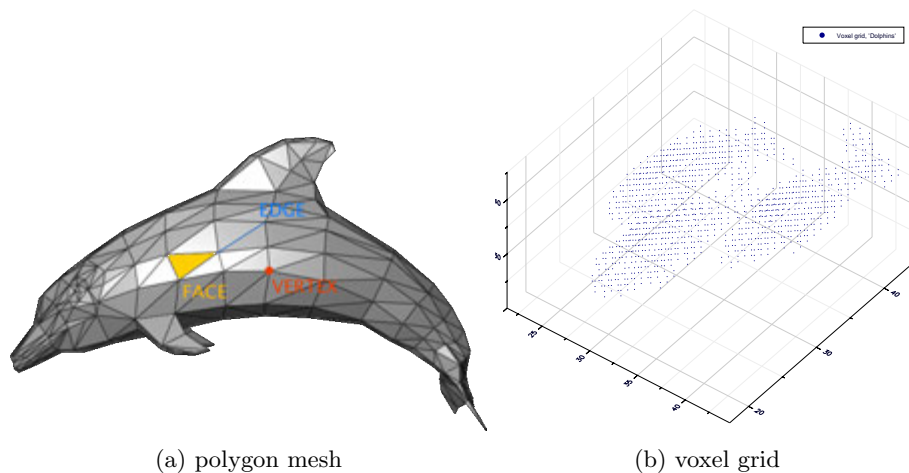 Voxel grid, 'Dolphins'
EDGE
FACE
VERTEX
25
30
35
40
20
30
40
(a) polygon mesh
(b) voxel grid